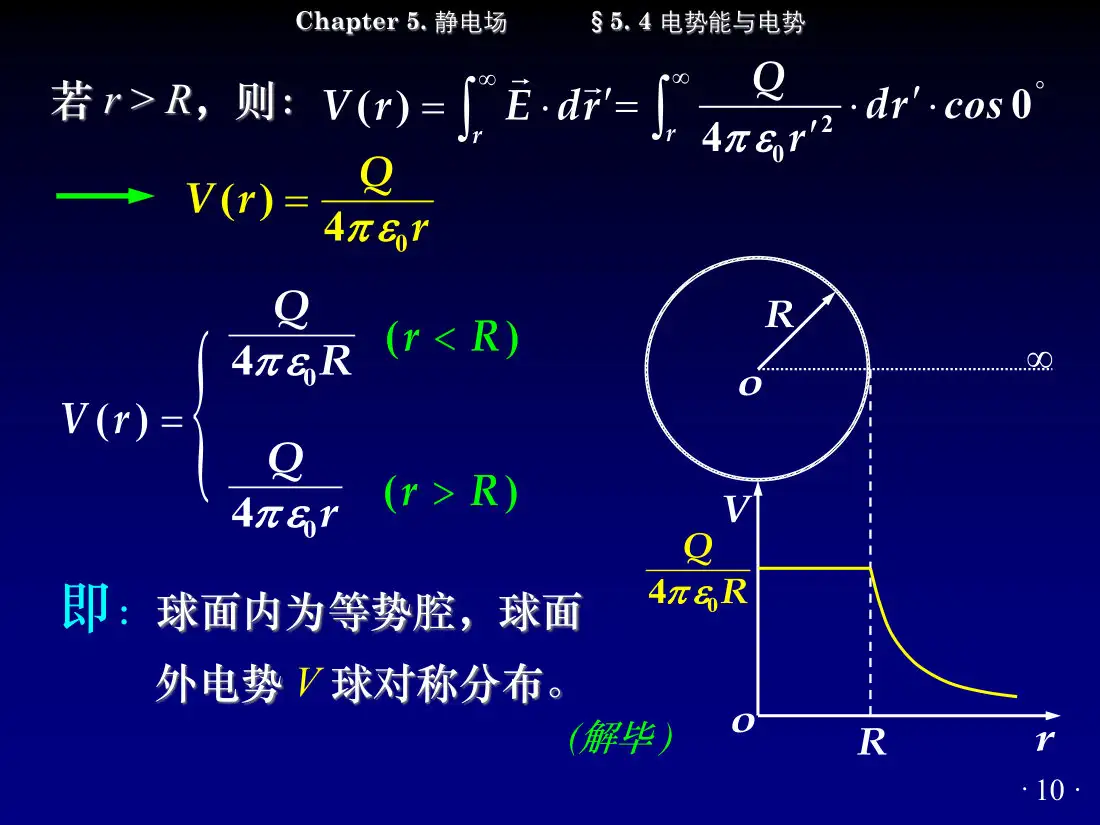 Chapter 5. 静电场 §5. 4 电势能与电势
若 r > R，则： V(r) = ∫_r^∞ E⃗ · dr⃗′ = ∫_r^∞ Q / 4πε₀r′² · dr′ · cos 0°
V(r) = Q / 4πε₀r
V(r) = { Q / 4πε₀R (r < R)
Q / 4πε₀r (r > R)
R
o
∞
V
Q / 4πε₀R
o
R
r
即：球面内为等势腔，球面
外电势 V 球对称分布。
(解毕)
· 10 ·